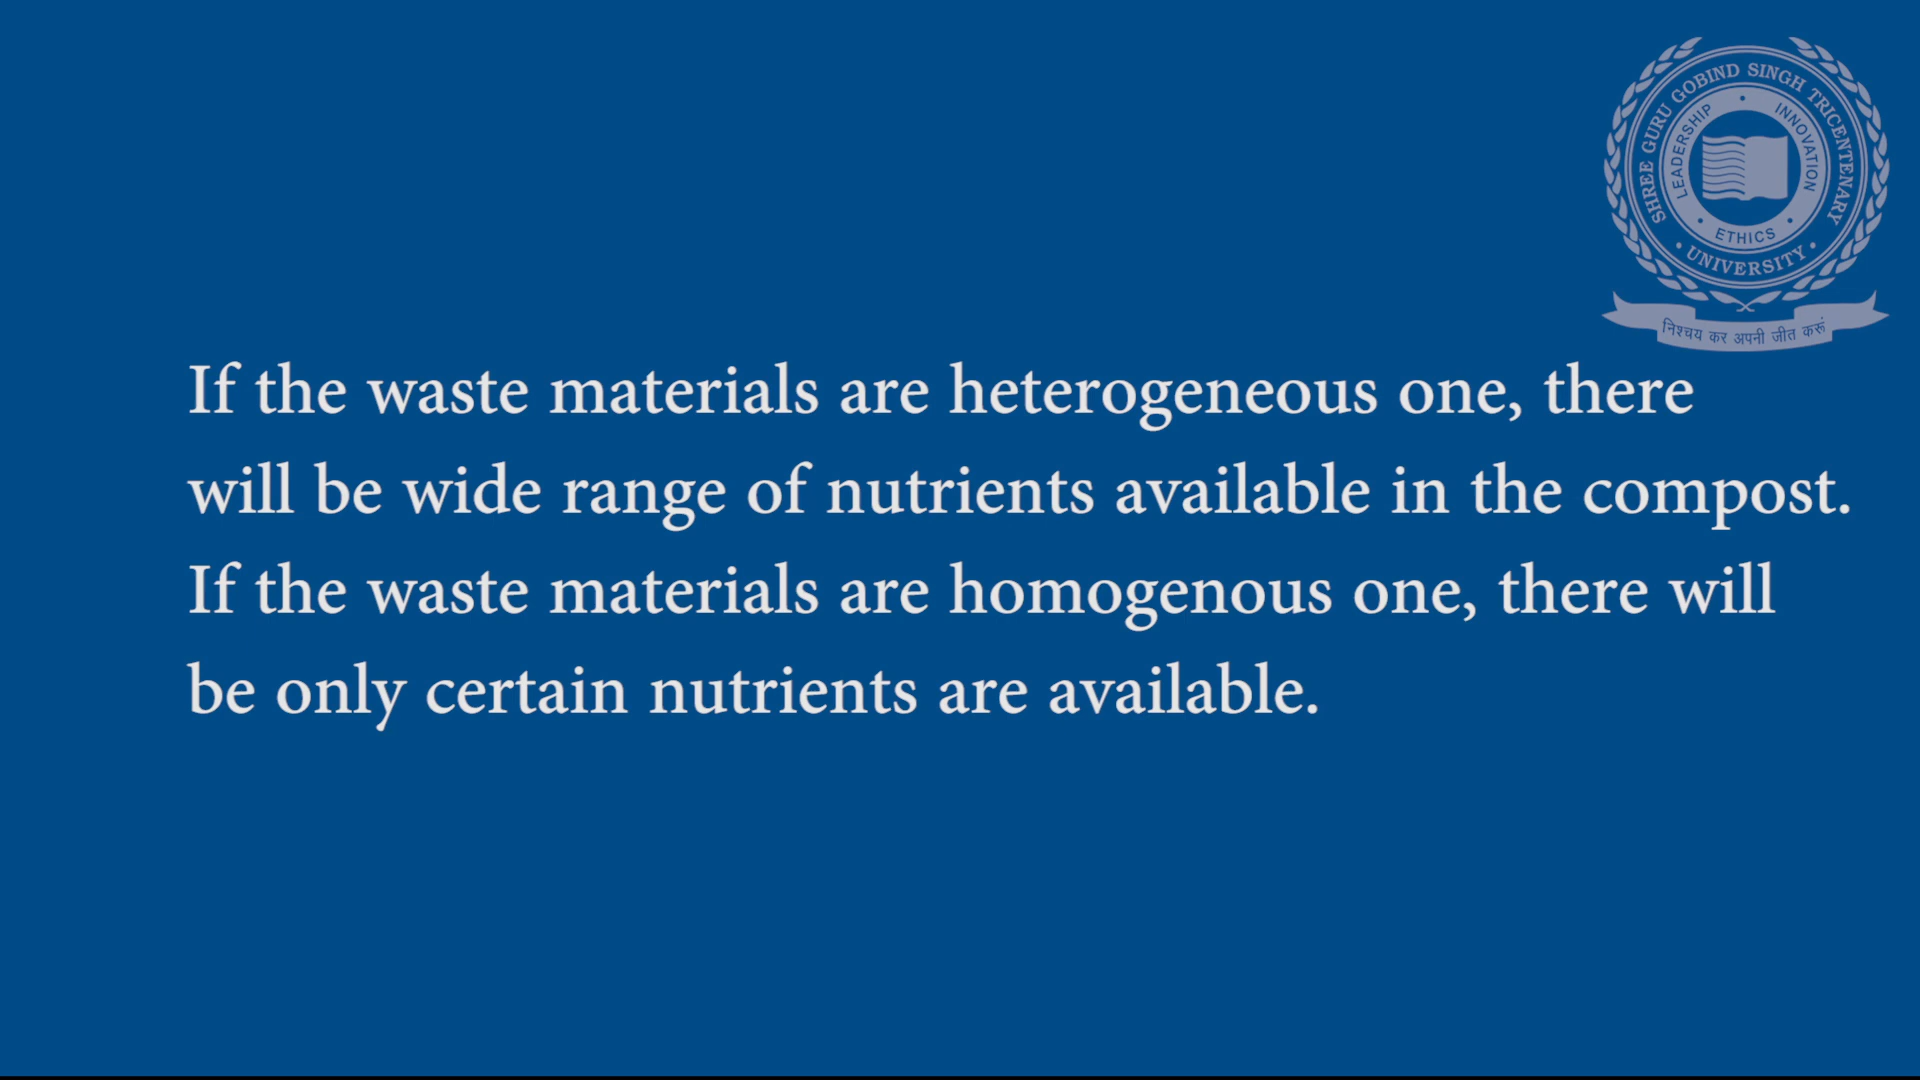 SHREE GURU GOBIND SINGH TRICENTENARY
UNIVERSITY
LEADERSHIP
INNOVATION
ETHICS
निश्चय कर अपनी जीत करूं
If the waste materials are heterogeneous one, there
will be wide range of nutrients available in the compost.
If the waste materials are homogenous one, there will
be only certain nutrients are available.